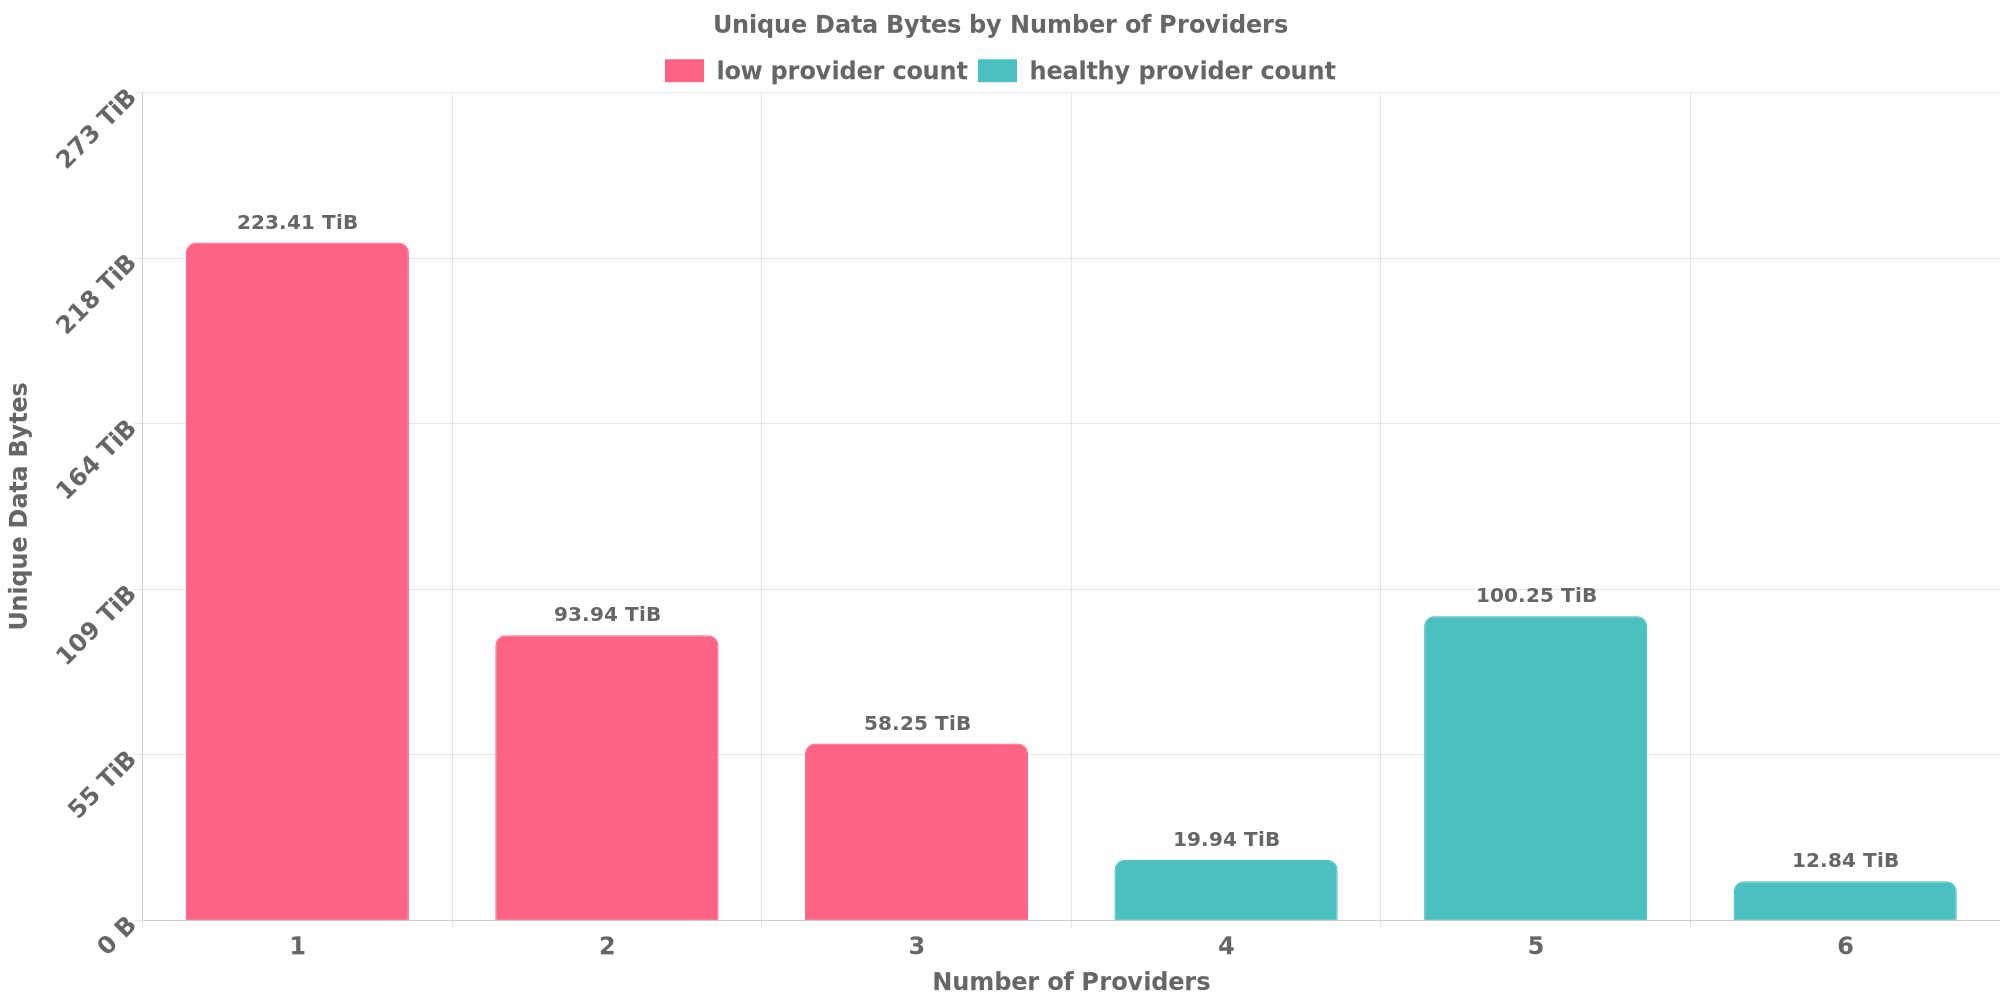 Unique Data Bytes by Number of Providers
low provider count
healthy provider count
273 TiB
218 TiB
164 TiB
109 TiB
55 TiB
0 B
Unique Data Bytes
223.41 TiB
93.94 TiB
58.25 TiB
19.94 TiB
100.25 TiB
12.84 TiB
1
2
3
4
5
6
Number of Providers